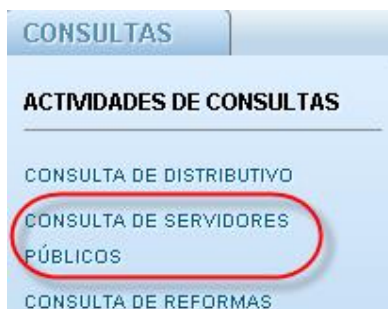 CONSULTAS
ACTIVIDADES DE CONSULTAS
CONSULTA DE DISTRIBUTIVO
CONSULTA DE SERVIDORES
PÚBLICOS
CONSULTA DE REFORMAS